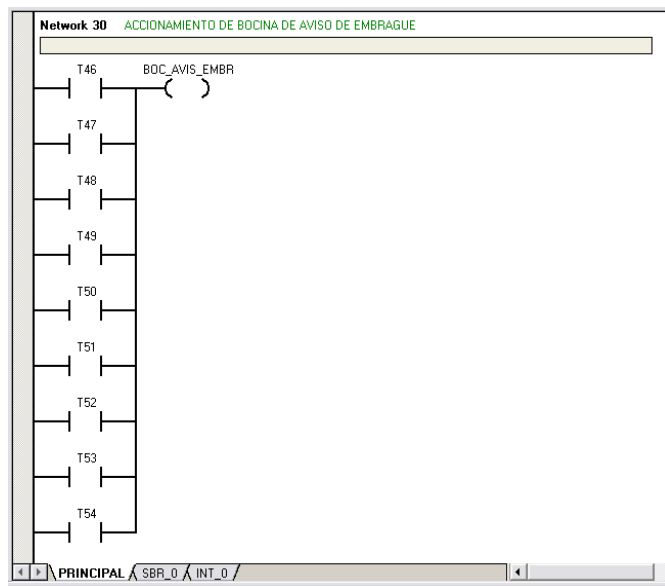 Network 30 ACCIONAMIENTO DE BOCINA DE AVISO DE EMBRAGUE
T46 BOC_AVIS_EMBR
T47
T48
T49
T50
T51
T52
T53
T54
PRINCIPAL SBR_0 INT_0